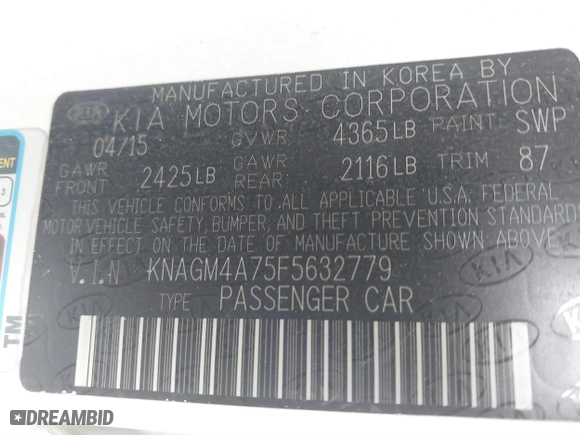 MANUFACTURED IN KOREA BY
KIA KIA MOTORS CORPORATION
04/15 GVWR 4365LB PAINT SWP
GAWR FRONT 2425LB GAWR REAR 2116LB TRIM 87
THIS VEHICLE CONFORMS TO ALL APPLICABLE U.S.A. FEDERAL
MOTOR VEHICLE SAFETY, BUMPER, AND THEFT PREVENTION STANDARDS
IN EFFECT ON THE DATE OF MANUFACTURE SHOWN ABOVE.
V.I.N KNAGM4A75F5632779
TYPE PASSENGER CAR
TM
DREAMBID